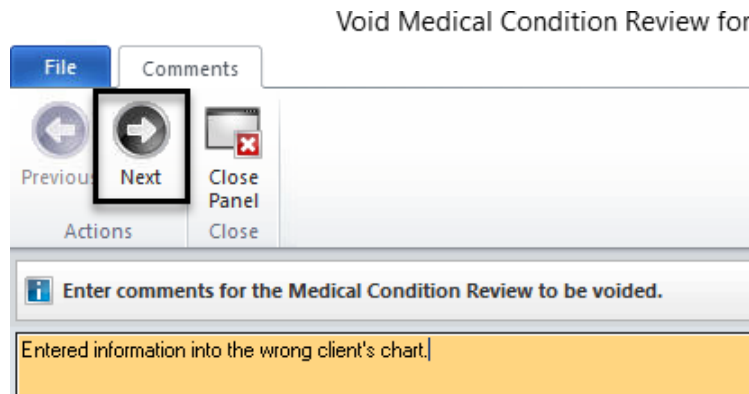 Void Medical Condition Review for
File Comments
Previous Next Close Panel
Actions Close
Enter comments for the Medical Condition Review to be voided.
Entered information into the wrong client's chart.